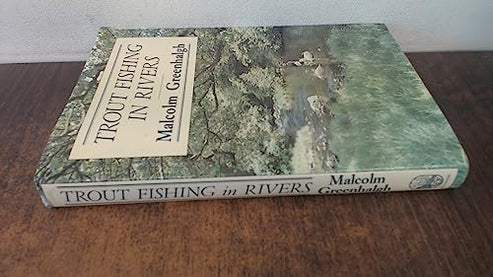 TROUT FISHING
IN RIVERS
Malcolm Greenhalgh
TROUT FISHING in RIVERS
Malcolm
Greenhalgh